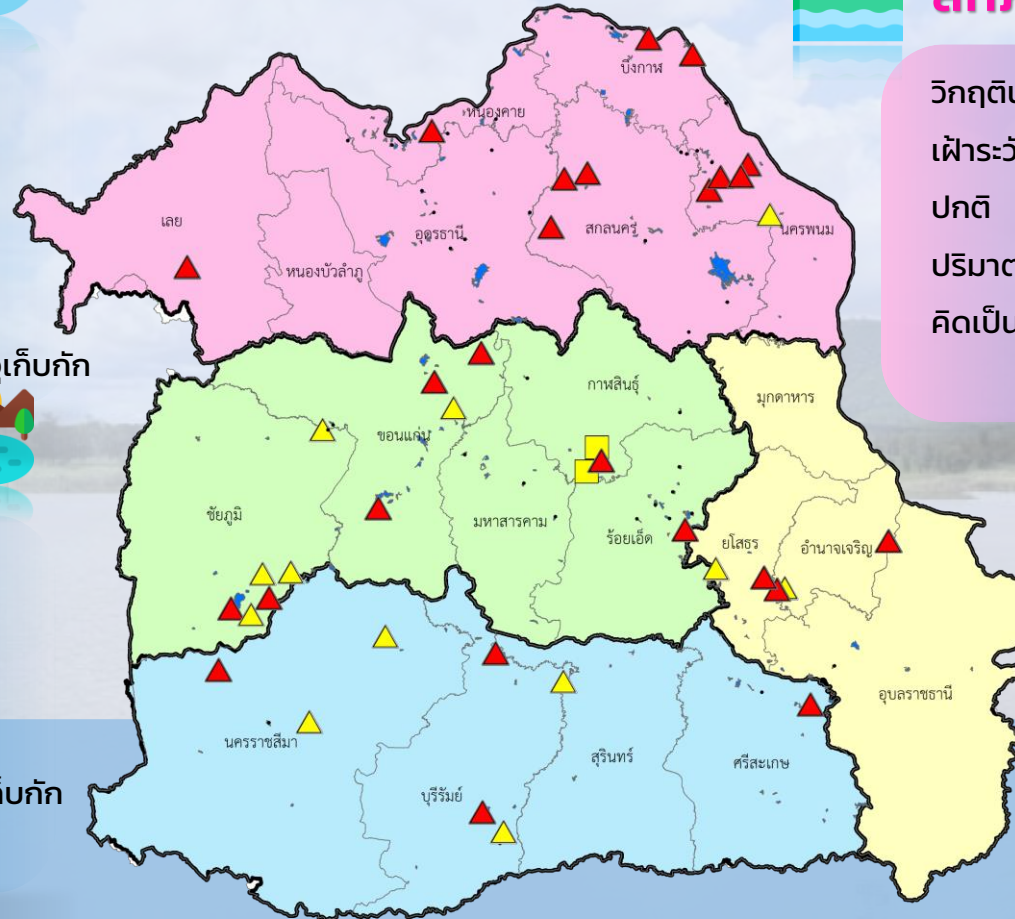 วิกฤติ
เฝ้าระวัง
ปกติ
คิดเป็น
เก็บกัก
บึงกาฬ
หนองคาย
เลย
อุดรธานี
สกลนคร
นครพนม
หนองบัวลำภู
กาฬสินธุ์
มุกดาหาร
ขอนแก่น
ชัยภูมิ
มหาสารคาม
ร้อยเอ็ด
ยโสธร
อำนาจเจริญ
อุบลราชธานี
นครราชสีมา
บุรีรัมย์
สุรินทร์
ศรีสะเกษ
ก็บกัก